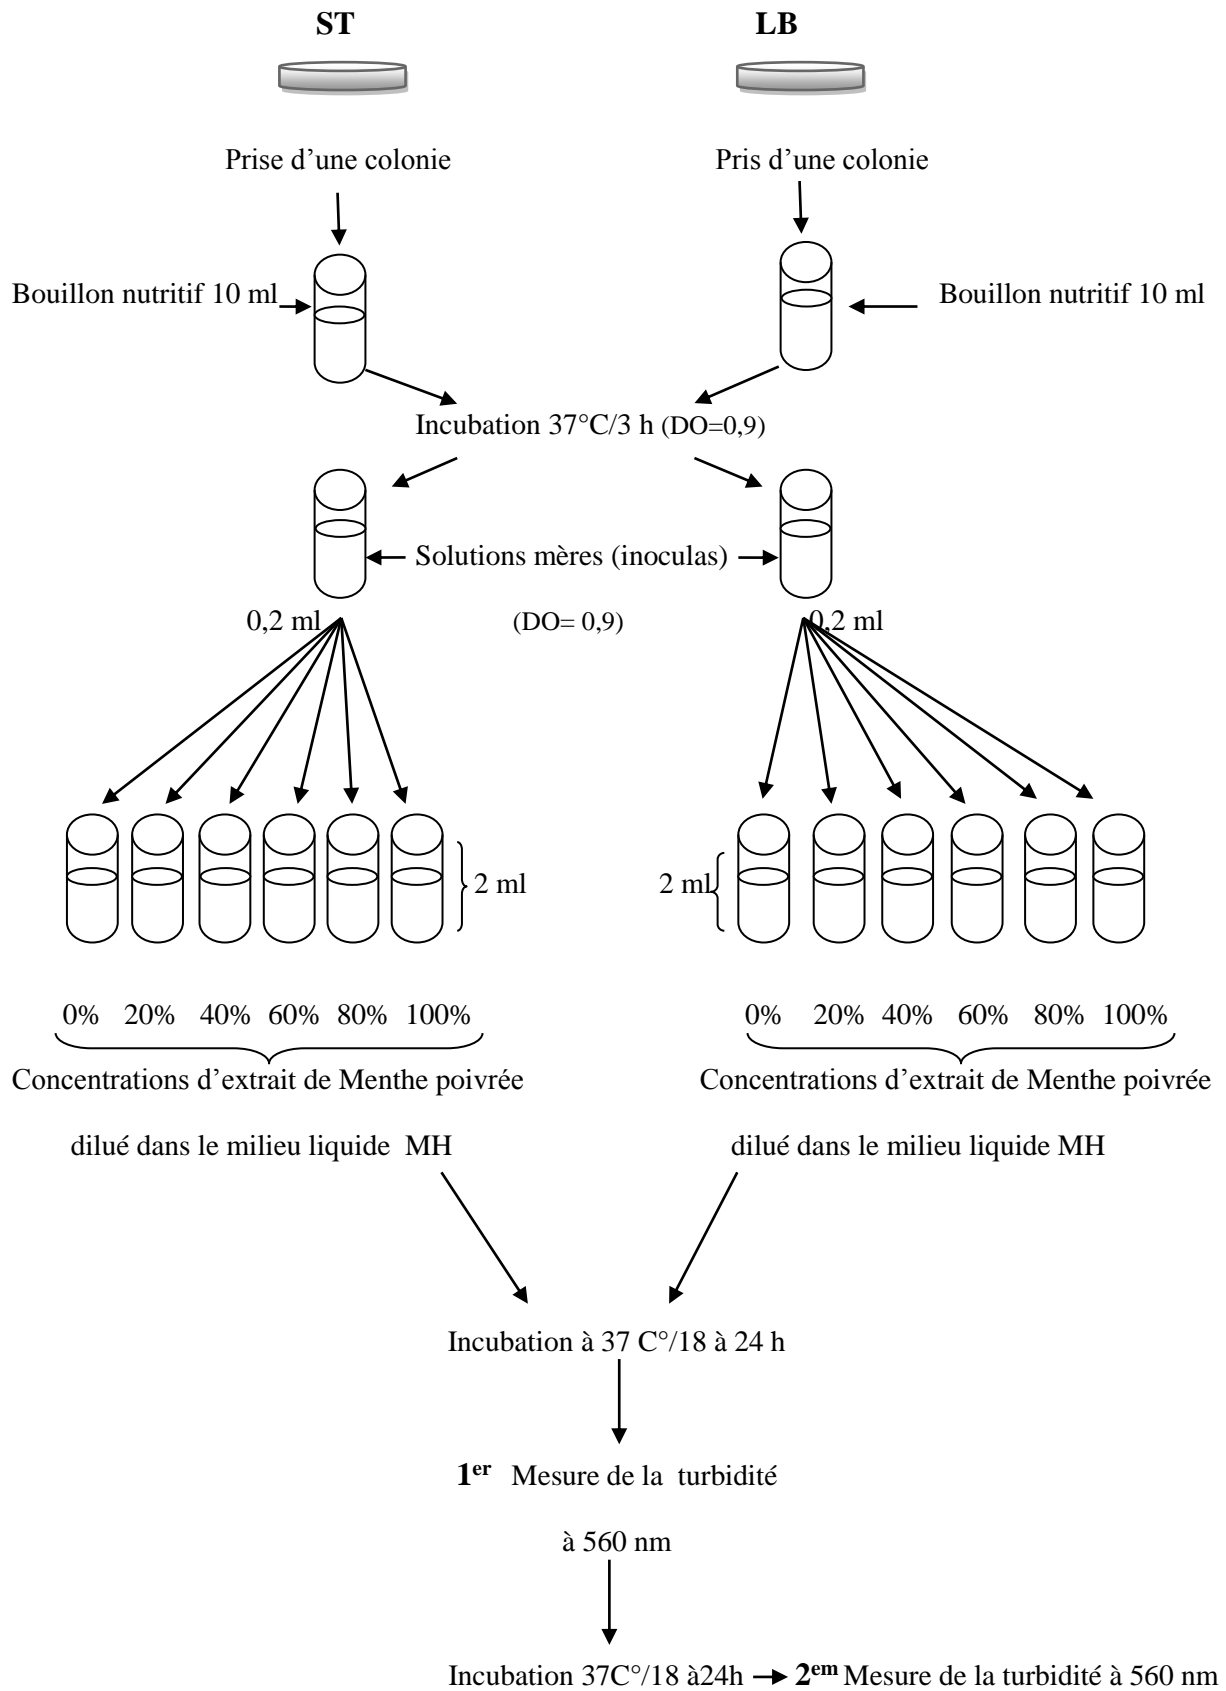 ST LB
Prise d’une colonie Pris d’une colonie
Bouillon nutritif 10 ml Bouillon nutritif 10 ml
Incubation 37°C/3 h (DO=0,9)
Solutions mères (inoculas)
0,2 ml (DO= 0,9) 0,2 ml
2 ml 2 ml
0% 20% 40% 60% 80% 100% 0% 20% 40% 60% 80% 100%
Concentrations d’extrait de Menthe poivrée Concentrations d’extrait de Menthe poivrée
dilué dans le milieu liquide MH dilué dans le milieu liquide MH
Incubation à 37 C°/18 à 24 h
1er Mesure de la turbidité
à 560 nm
Incubation 37C°/18 à24h 2em Mesure de la turbidité à 560 nm